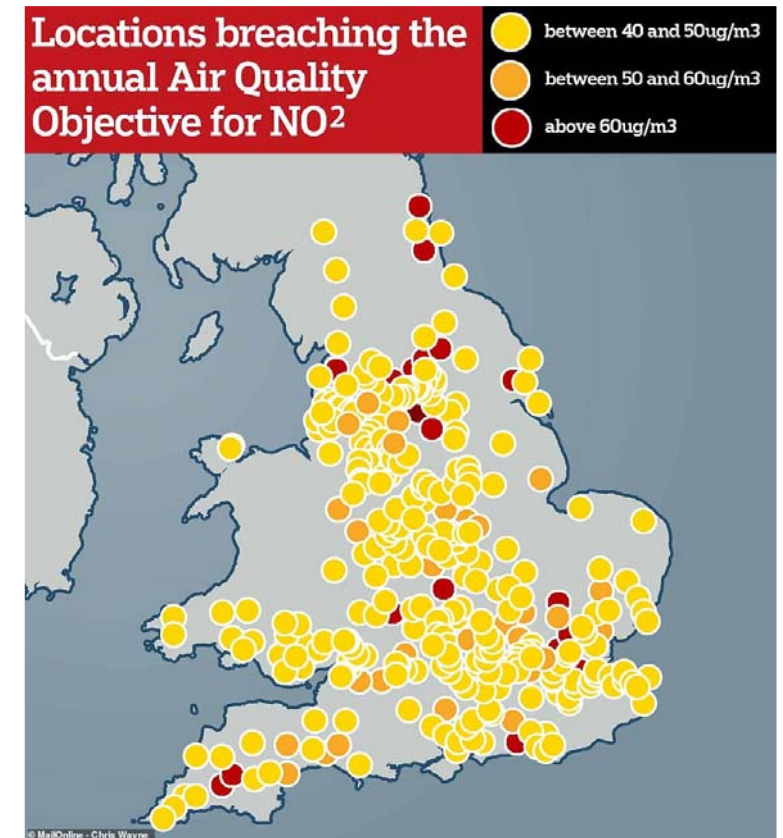 Locations breaching the
annual Air Quality
Objective for NO²
between 40 and 50ug/m3
between 50 and 60ug/m3
above 60ug/m3
© MailOnline - Chris Wayne